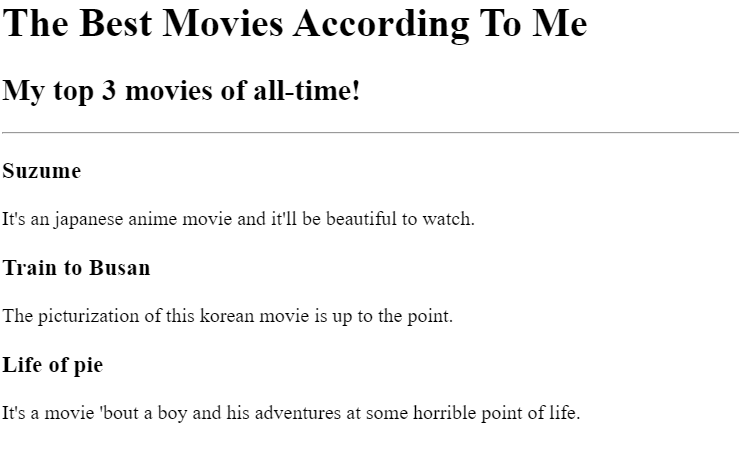 The Best Movies According To Me
My top 3 movies of all-time!
Suzume
It's an japanese anime movie and it'll be beautiful to watch.
Train to Busan
The picturization of this korean movie is up to the point.
Life of pie
It's a movie 'bout a boy and his adventures at some horrible point of life.